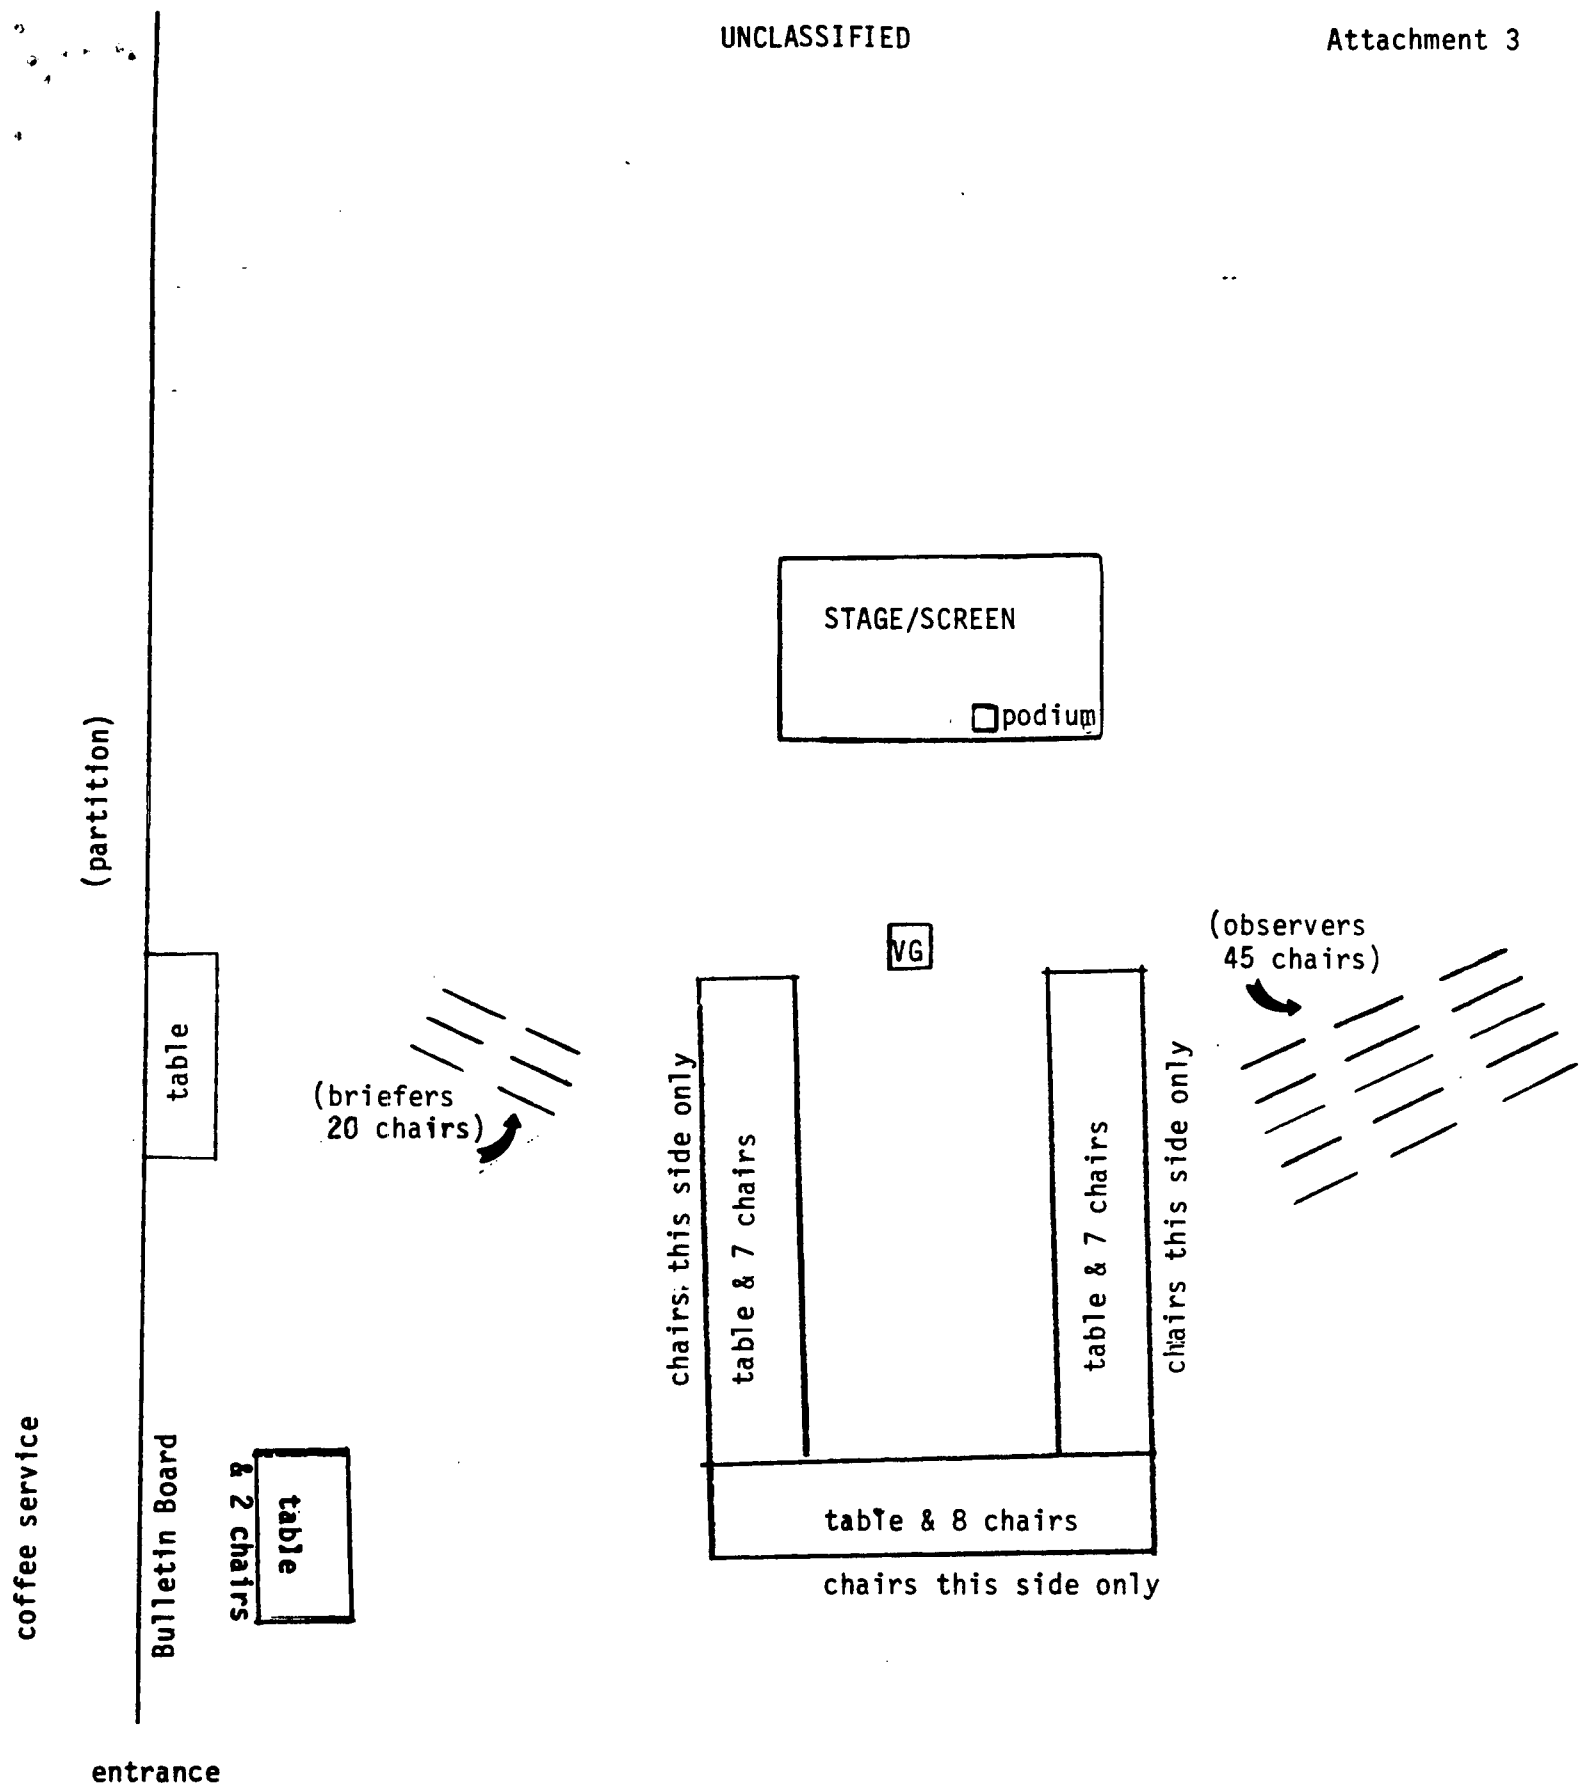 UNCLASSIFIED
Attachment 3
STAGE/SCREEN
podium
(partition)
VG
(observers
45 chairs)
table
(briefers
20 chairs)
chairs this side only
table & 7 chairs
table & 7 chairs
chairs this side only
coffee service
Bulletin Board
table
& 2 chairs
table & 8 chairs
chairs this side only
entrance